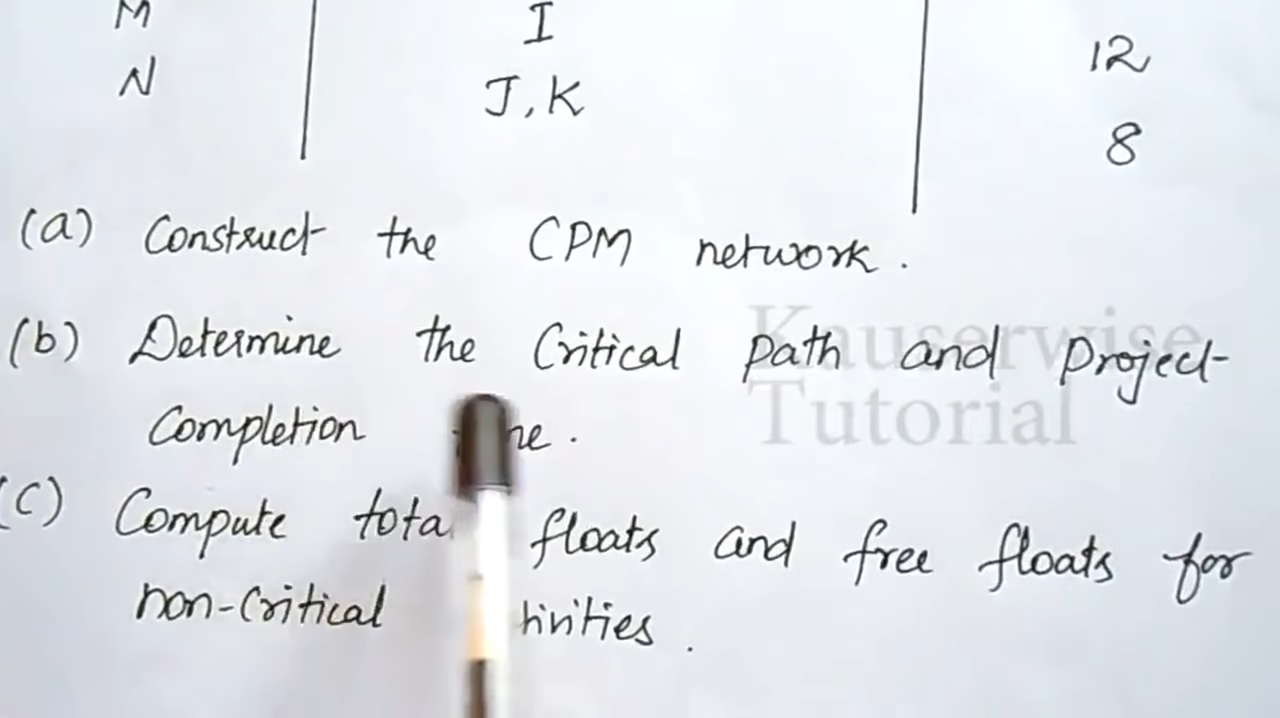 M I 12
N J, K 8
(a) Construct the CPM network.
(b) Determine the Critical path and project
Completion
(C) Compute floats and free floats for
non-Critical
Kauserwise
Tutorial